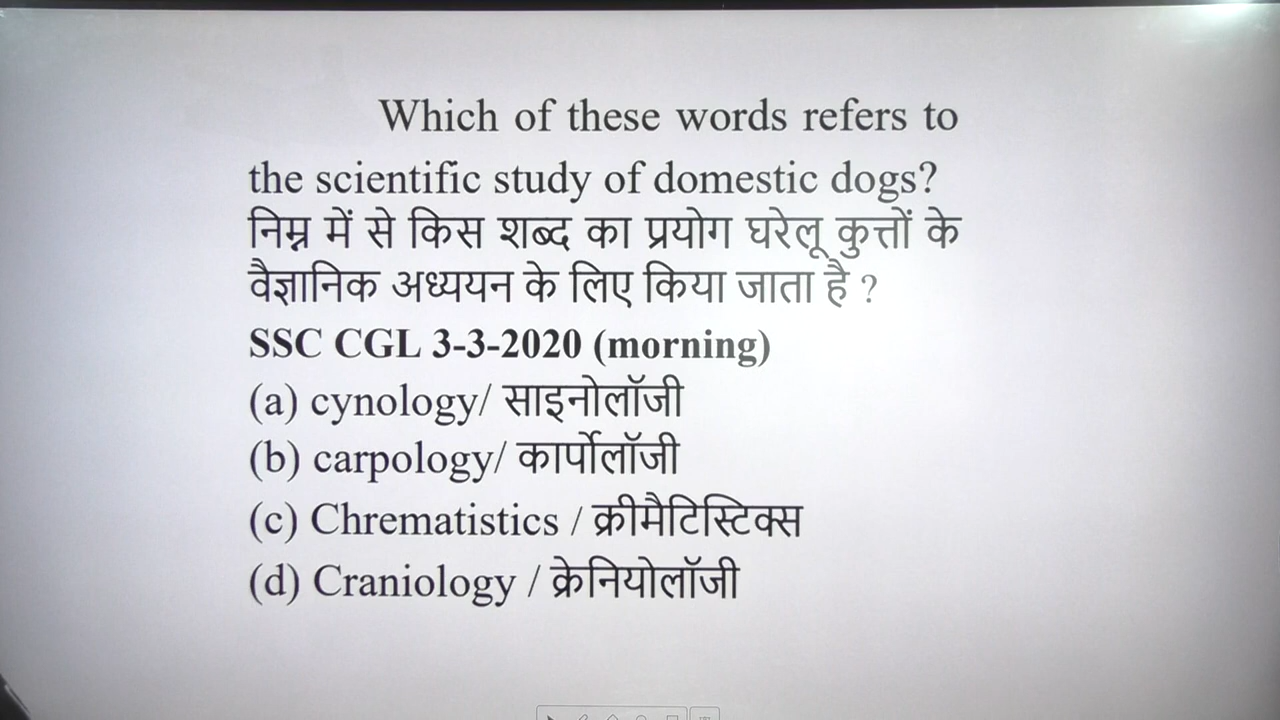 Which of these words refers to
the scientific study of domestic dogs?
निम्न में से किस शब्द का प्रयोग घरेलू कुत्तों के
वैज्ञानिक अध्ययन के लिए किया जाता है ?
SSC CGL 3-3-2020 (morning)
(a) cynology/ साइनोलॉजी
(b) carpology/ कार्पोलॉजी
(c) Chrematistics / क्रीमैटिस्टिक्स
(d) Craniology / क्रेनियोलॉजी